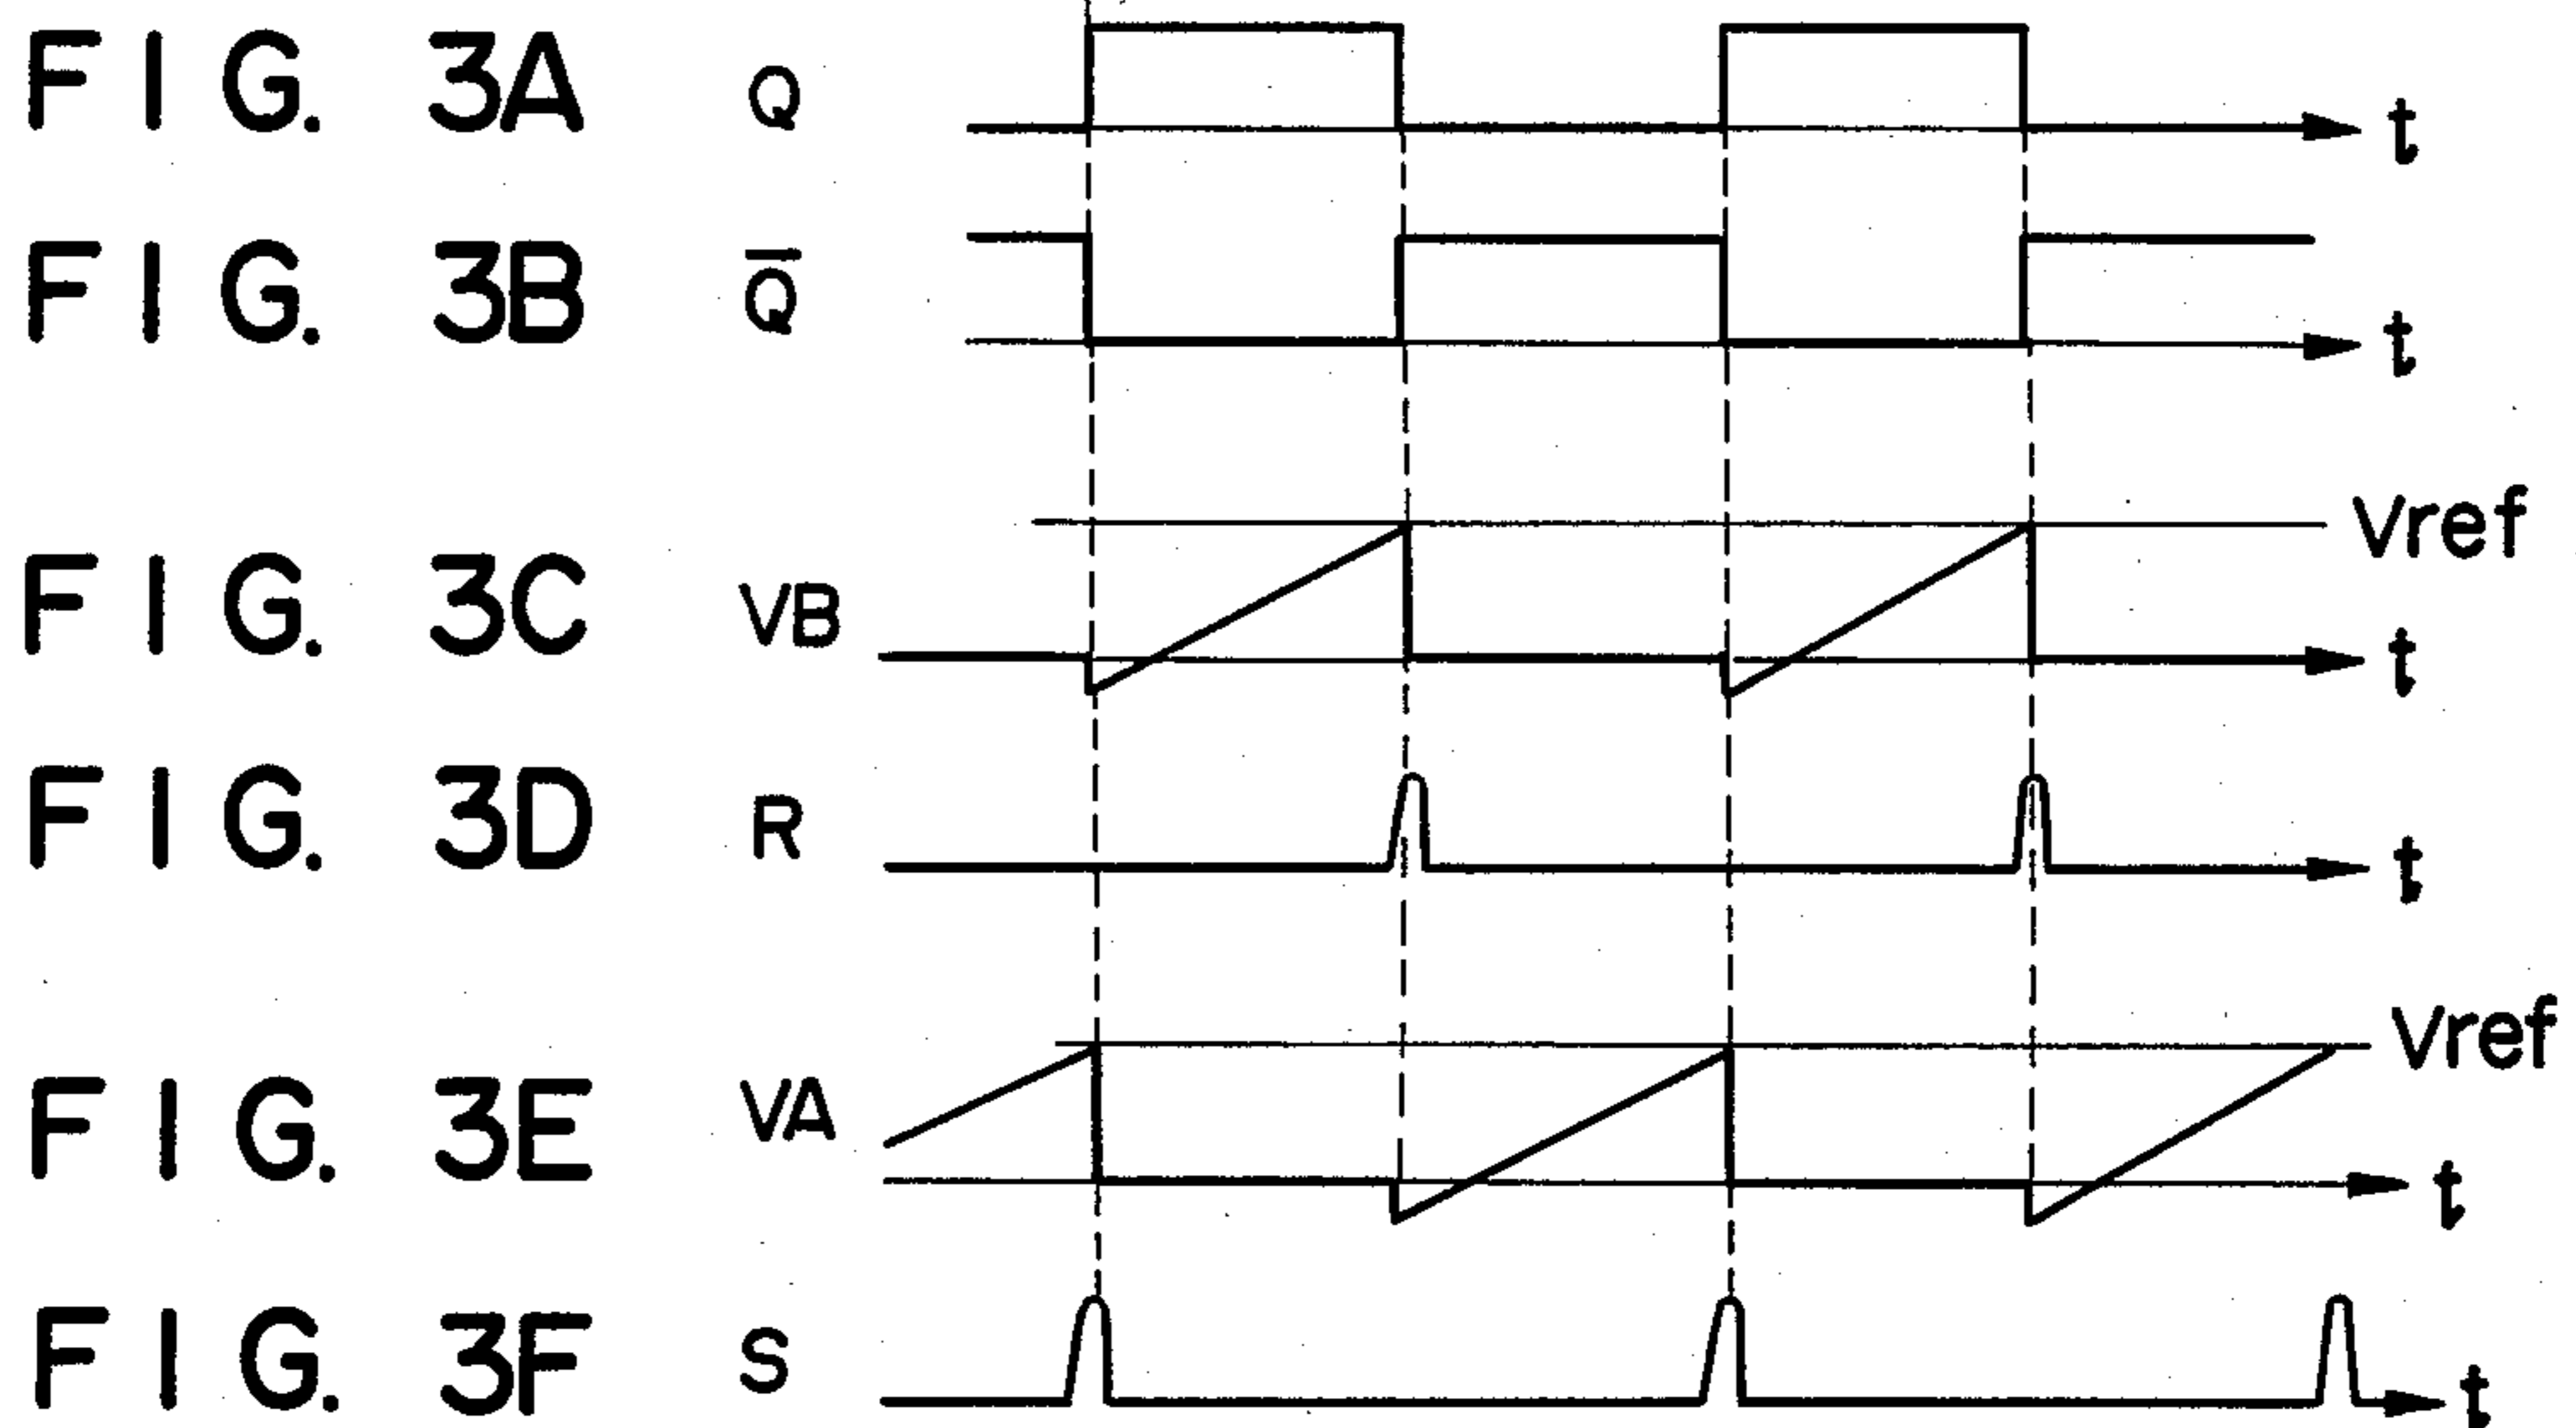 FIG. 3A Q t
FIG. 3B Q̅ t
Vref
FIG. 3C VB t
FIG. 3D R t
Vref
FIG. 3E VA t
FIG. 3F S t